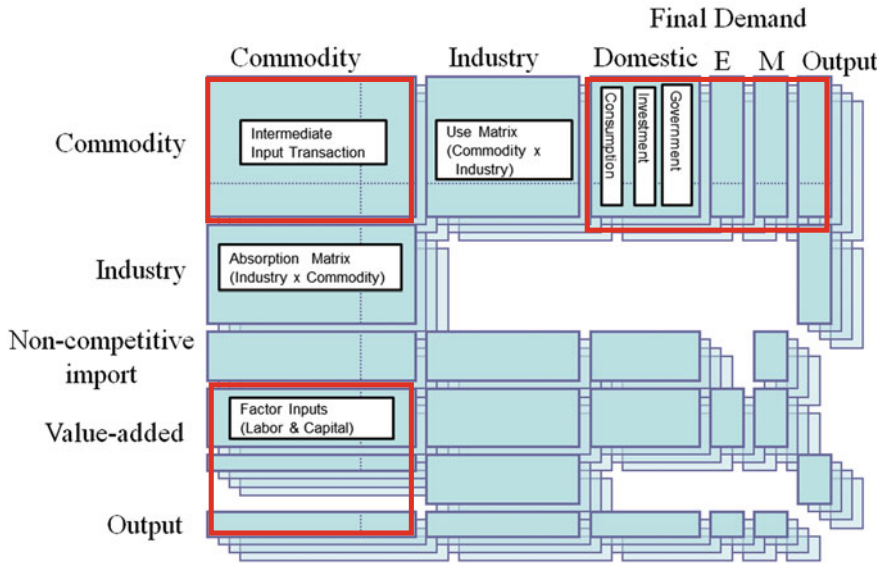 Final Demand
Commodity Industry Domestic E M Output
Commodity
Intermediate
Input Transaction
Use Matrix
(Commodity x
Industry)
Consumption
Investment
Government
Industry
Absorption Matrix
(Industry x Commodity)
Non-competitive
import
Value-added
Factor Inputs
(Labor & Capital)
Output